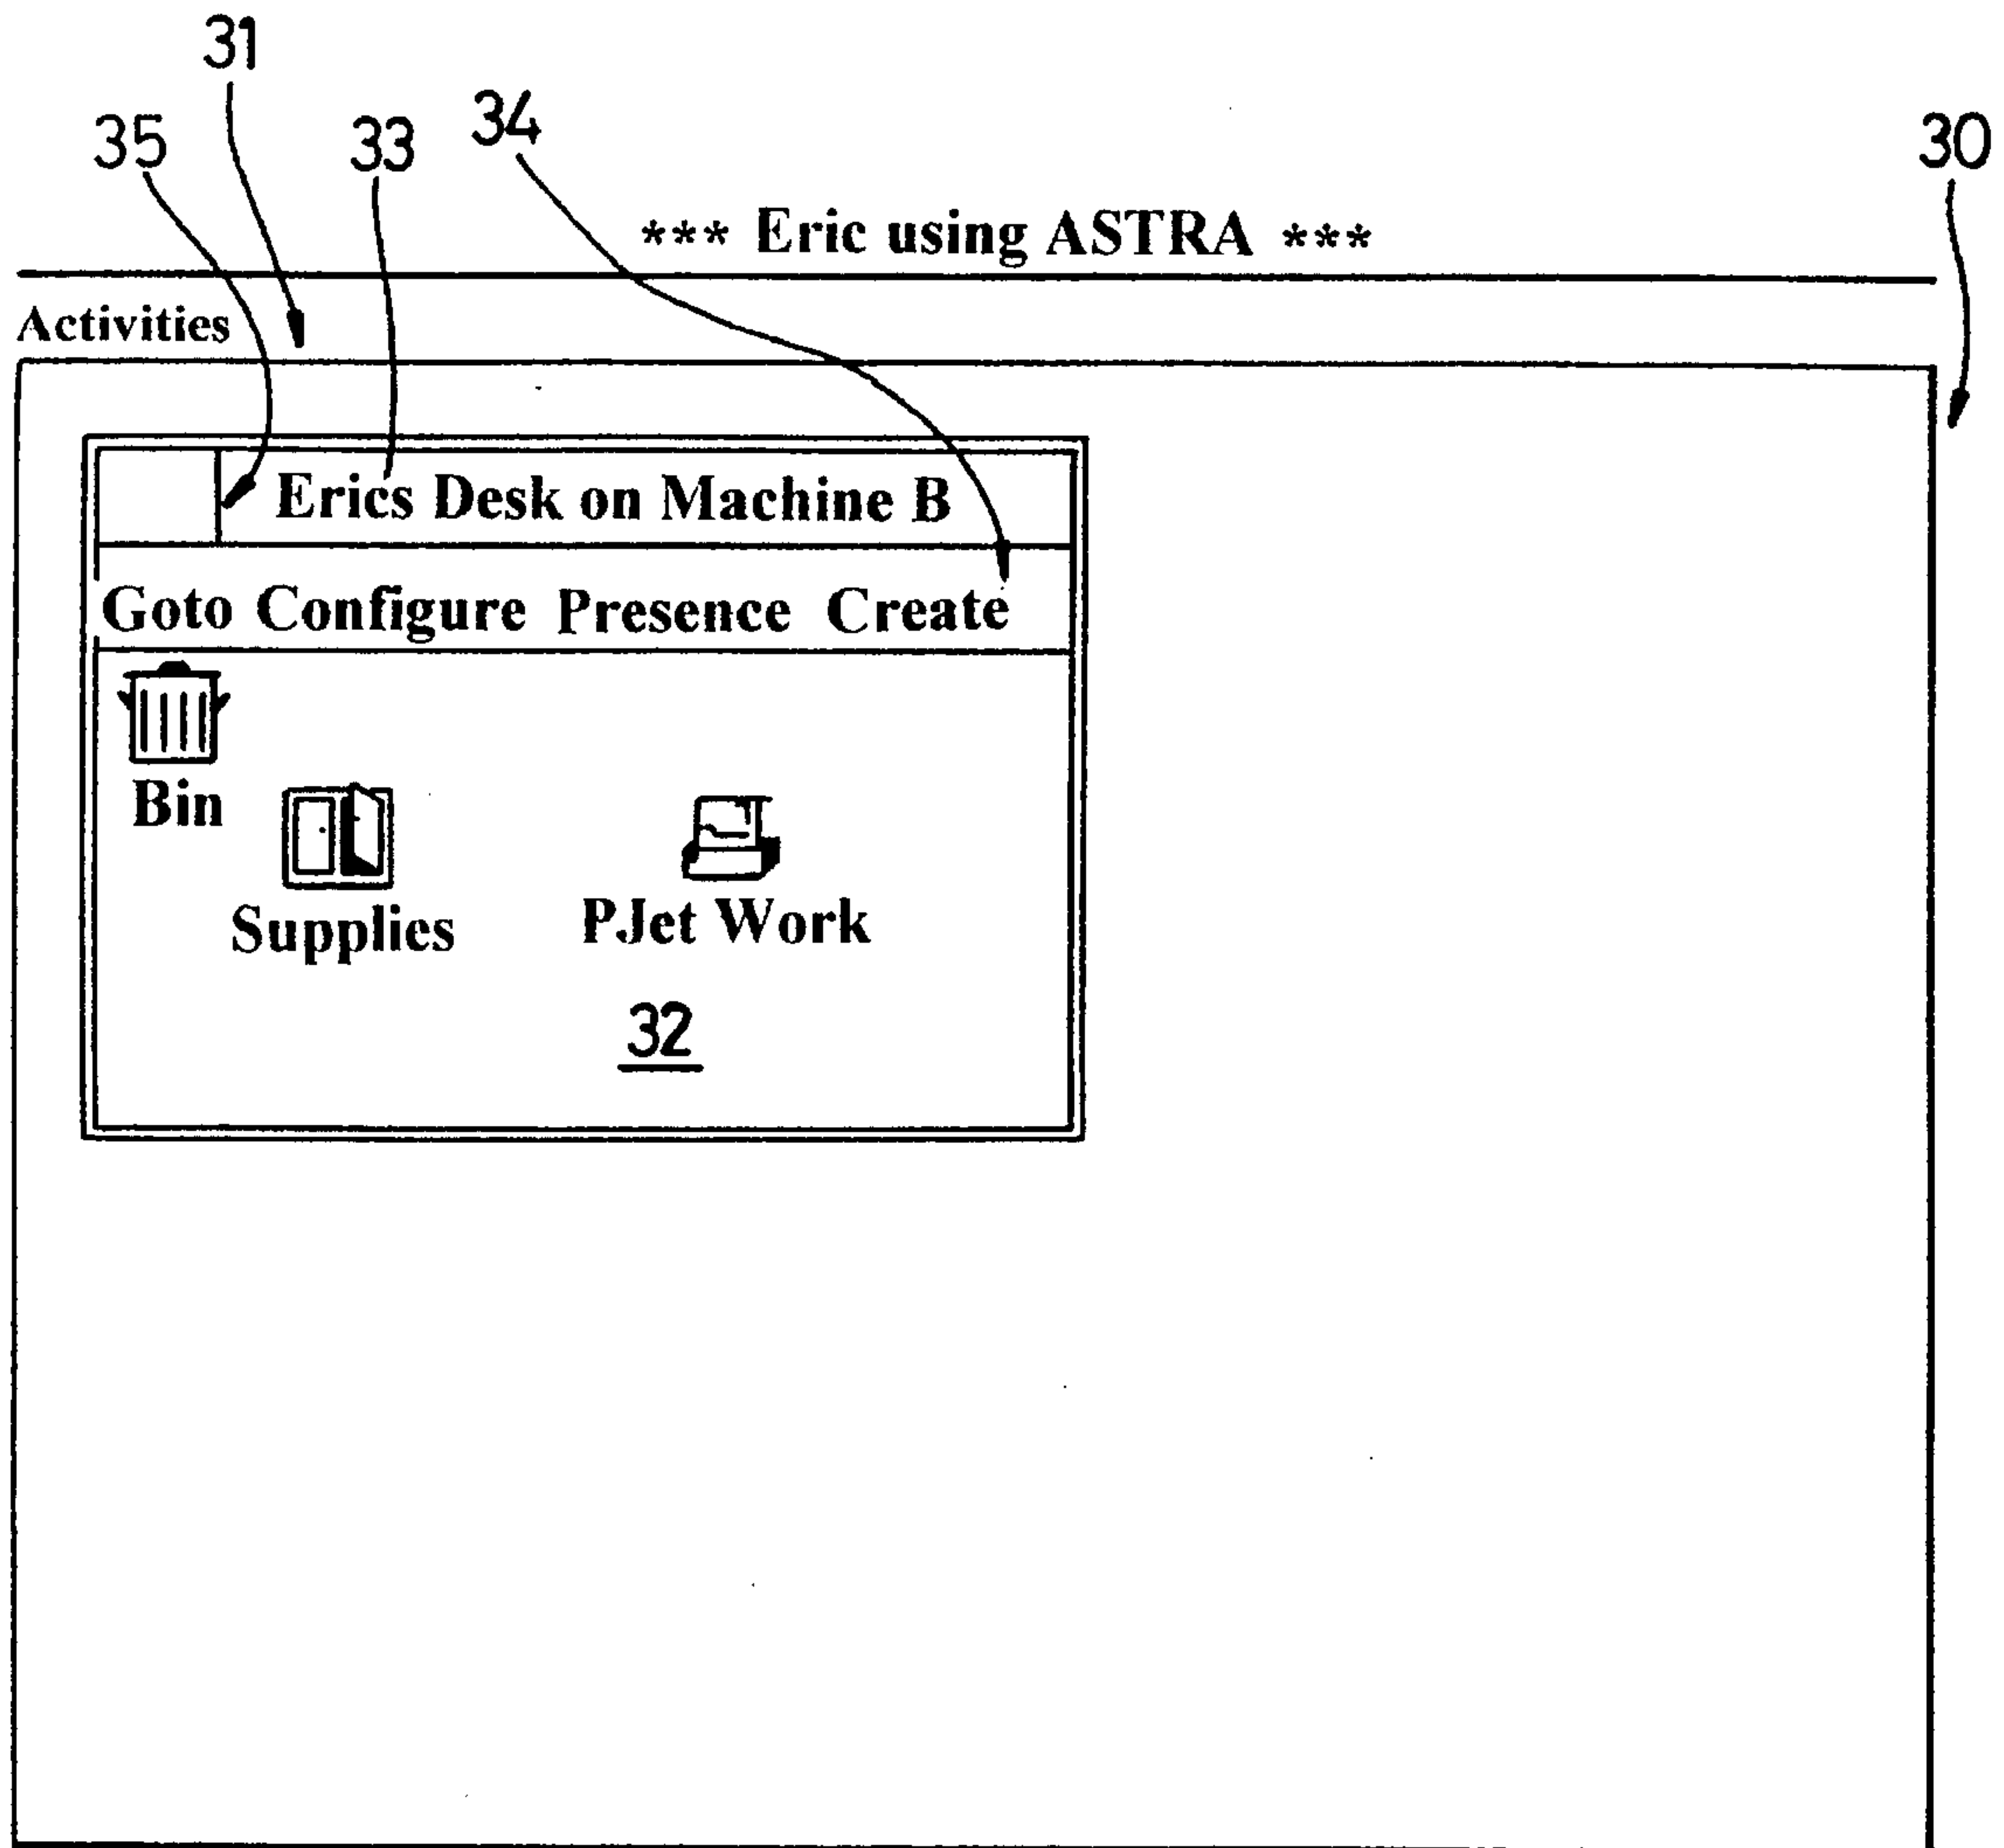 31
35 33 34 30
*** Eric using ASTRA ***
Activities
Erics Desk on Machine B
Goto Configure Presence Create
Bin
Supplies PJet Work
32